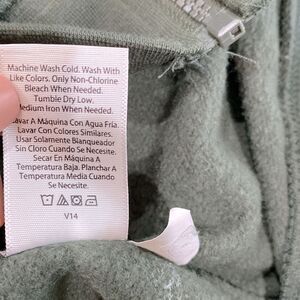 Machine Wash Cold. Wash With
Like Colors. Only Non-Chlorine
Bleach When Needed.
Tumble Dry Low.
Medium Iron When Needed.
Lavar A Máquina Con Agua Fría.
Lavar Con Colores Similares.
Usar Solamente Blanqueador
Sin Cloro Cuando Se Necesite.
Secar En Máquina A
Temperatura Baja. Planchar A
Temperatura Media Cuando
Se Necesite.
V14